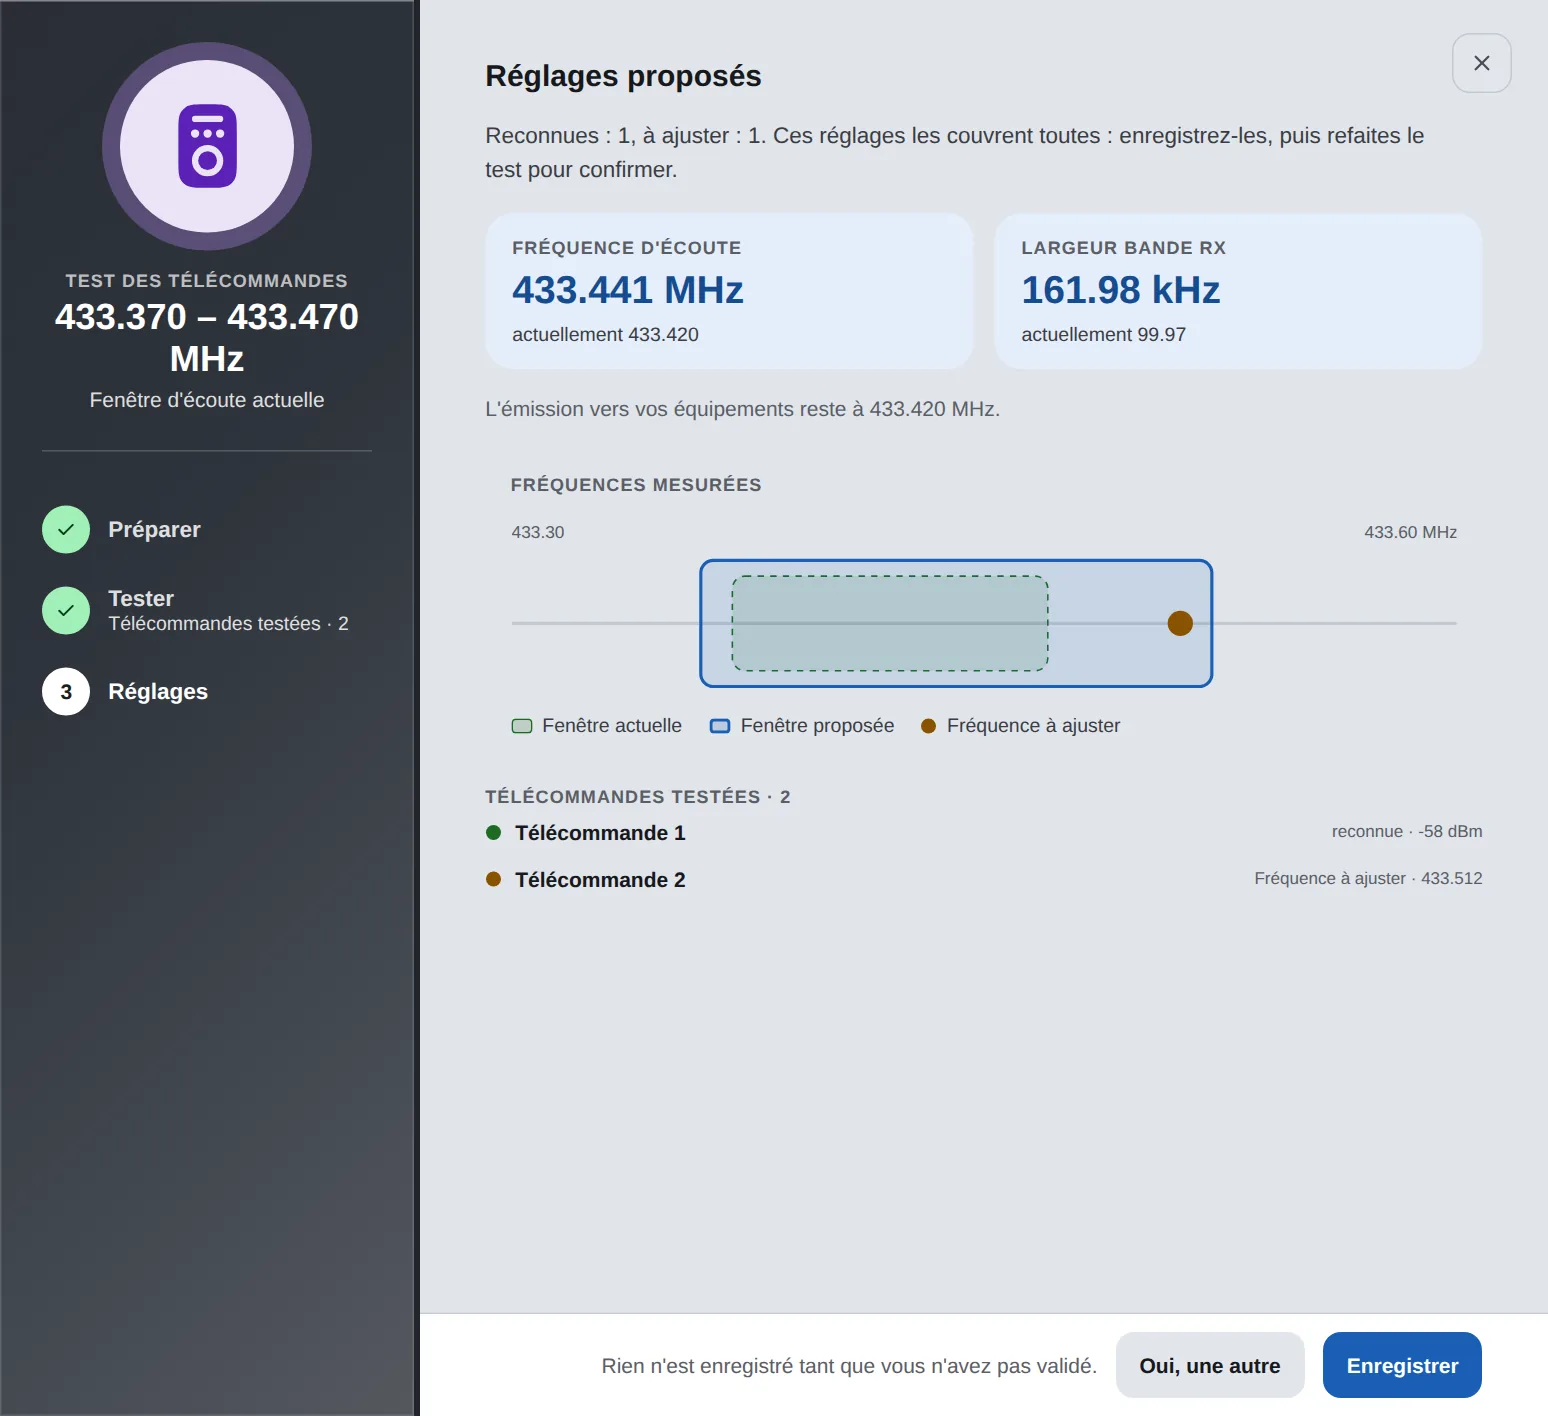 TEST DES TÉLÉCOMMANDES
433.370 – 433.470
MHz
Fenêtre d'écoute actuelle
Préparer
Tester
Télécommandes testées · 2
3
Réglages
Réglages proposés
Reconnues : 1, à ajuster : 1. Ces réglages les couvrent toutes : enregistrez-les, puis refaites le
test pour confirmer.
FRÉQUENCE D'ÉCOUTE
433.441 MHz
actuellement 433.420
LARGEUR BANDE RX
161.98 kHz
actuellement 99.97
L'émission vers vos équipements reste à 433.420 MHz.
FRÉQUENCES MESURÉES
433.30
433.60 MHz
Fenêtre actuelle
Fenêtre proposée
Fréquence à ajuster
TÉLÉCOMMANDES TESTÉES · 2
Télécommande 1
reconnue · -58 dBm
Télécommande 2
Fréquence à ajuster · 433.512
Rien n'est enregistré tant que vous n'avez pas validé.
Oui, une autre
Enregistrer